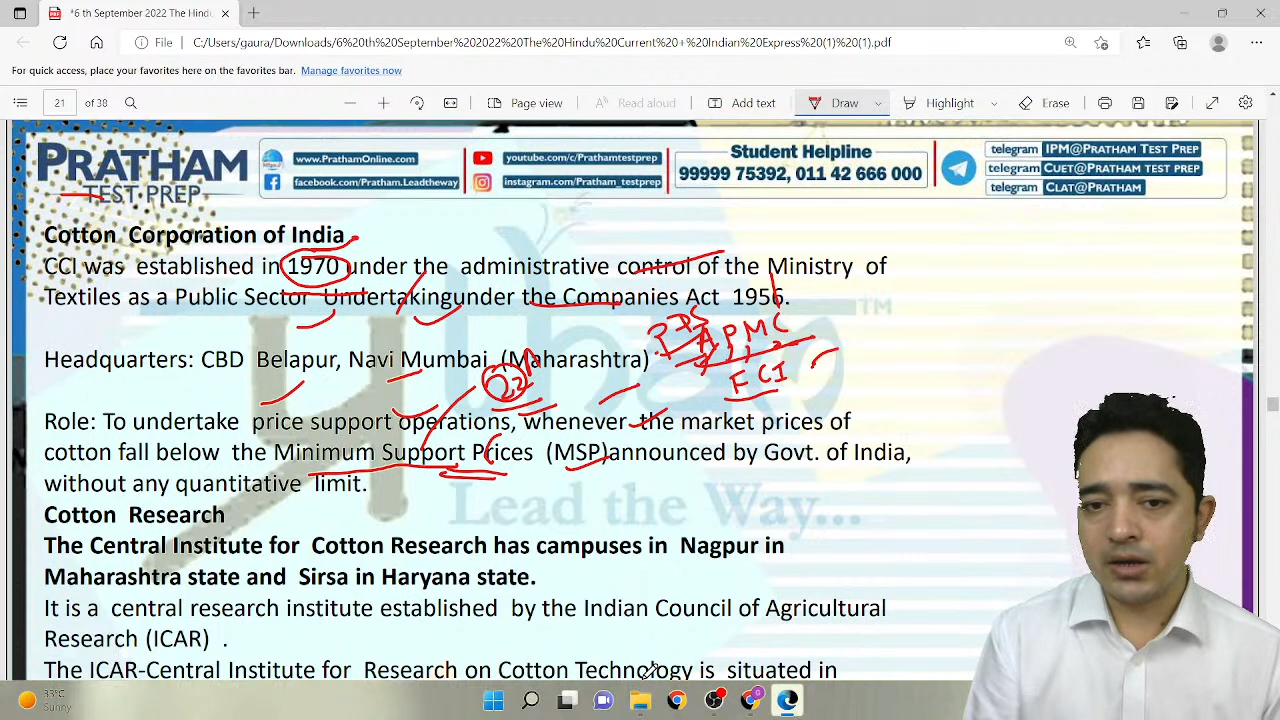 *6 th September 2022 The Hindu
File
C:/Users/gaura/Downloads/6%20th%20September%202022%20The%20Hindu%20Current%20+%20Indian%20Express%20(1)%20(1).pdf
For quick access, place your favorites here on the favorites bar. Manage favorites now
21 of 38
Page view
Read aloud
Add text
Draw
Highlight
Erase
PRATHAM
TEST PREP
www.PrathamOnline.com
facebook.com/Pratham.Leadtheway
youtube.com/c/Prathamtestprep
instagram.com/Pratham_testprep
Student Helpline
99999 75392, 011 42 666 000
telegram IPM@PRATHAM TEST PREP
telegram CUET@PRATHAM TEST PREP
telegram CLAT@PRATHAM
Cotton Corporation of India
CCI was established in 1970 under the administrative control of the Ministry of
Textiles as a Public Sector Undertakingunder the Companies Act 1956.
PDS
APMC
Headquarters: CBD Belapur, Navi Mumbai (Maharashtra)
22
FCI
Role: To undertake price support operations, whenever the market prices of
cotton fall below the Minimum Support Prices (MSP)announced by Govt. of India,
without any quantitative limit.
Lead the Way...
TM
Cotton Research
The Central Institute for Cotton Research has campuses in Nagpur in
Maharashtra state and Sirsa in Haryana state.
It is a central research institute established by the Indian Council of Agricultural
Research (ICAR) .
The ICAR-Central Institute for Research on Cotton Technology is situated in
33°C
Sunny